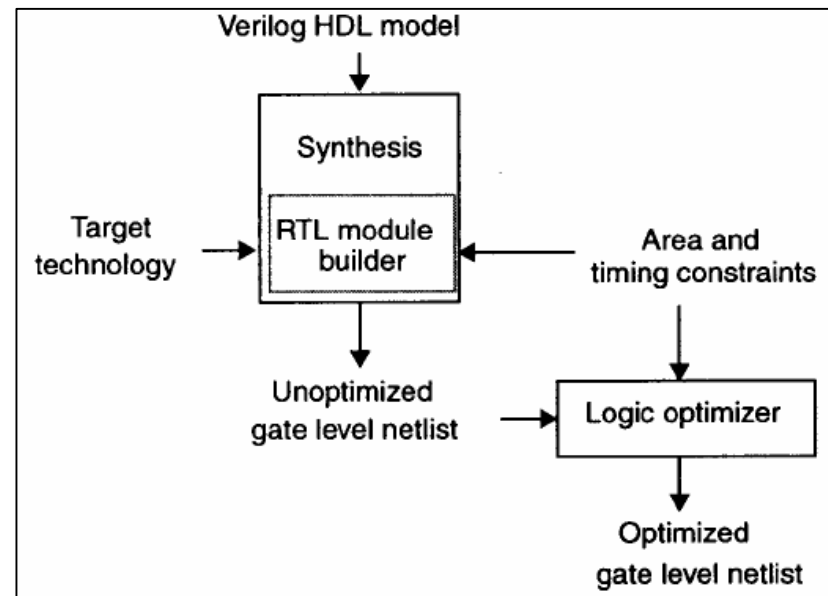 Verilog HDL model
Synthesis
RTL module
builder
Target
technology
Area and
timing constraints
Unoptimized
gate level netlist
Logic optimizer
Optimized
gate level netlist